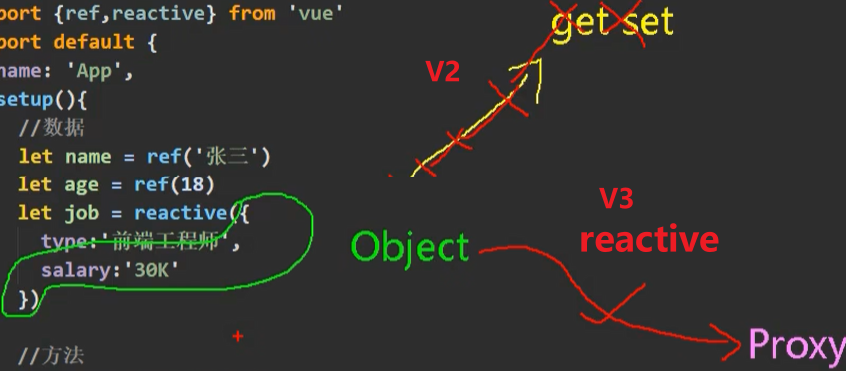 port {ref,reactive} from 'vue'
port default {
name: 'App',
setup(){
//数据
let name = ref('张三')
let age = ref(18)
let job = reactive({
type:'前端工程师',
salary:'30K'
})
//方法
get set
V2
V3
Object
reactive
Proxy